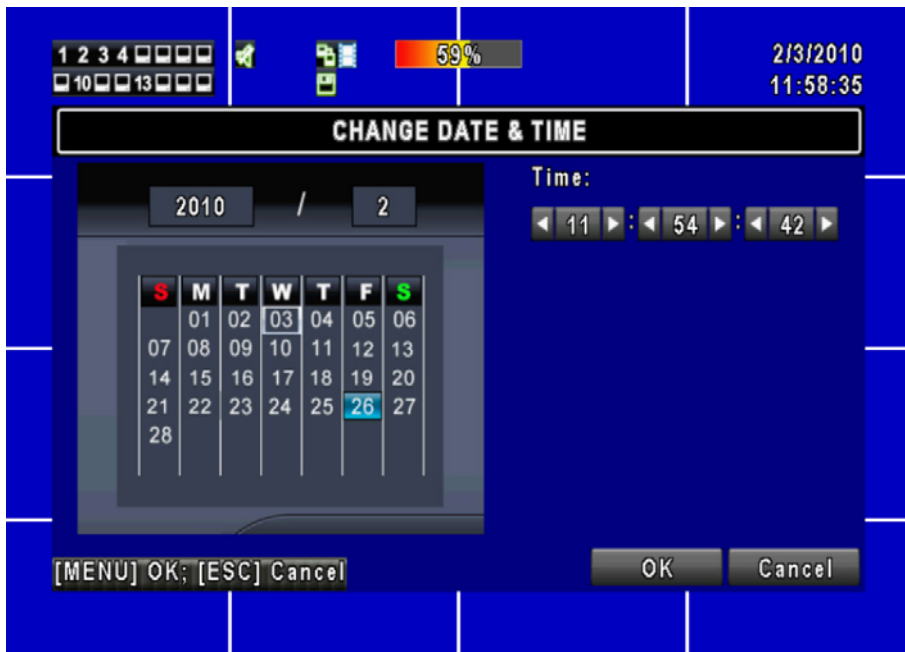 1 2 3 4
10 13
59%
2/3/2010
11:58:35
CHANGE DATE & TIME
2010 / 2
Time:
11 : 54 : 42
S M T W T F S
01 02 03 04 05 06
07 08 09 10 11 12 13
14 15 16 17 18 19 20
21 22 23 24 25 26 27
28
[MENU] OK; [ESC] Cancel
OK Cancel